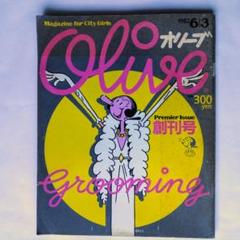 Magazine for City Girls
1982 6/3
Olive
オリーブ
300
yen
Premier Issue
創刊号
Grooming